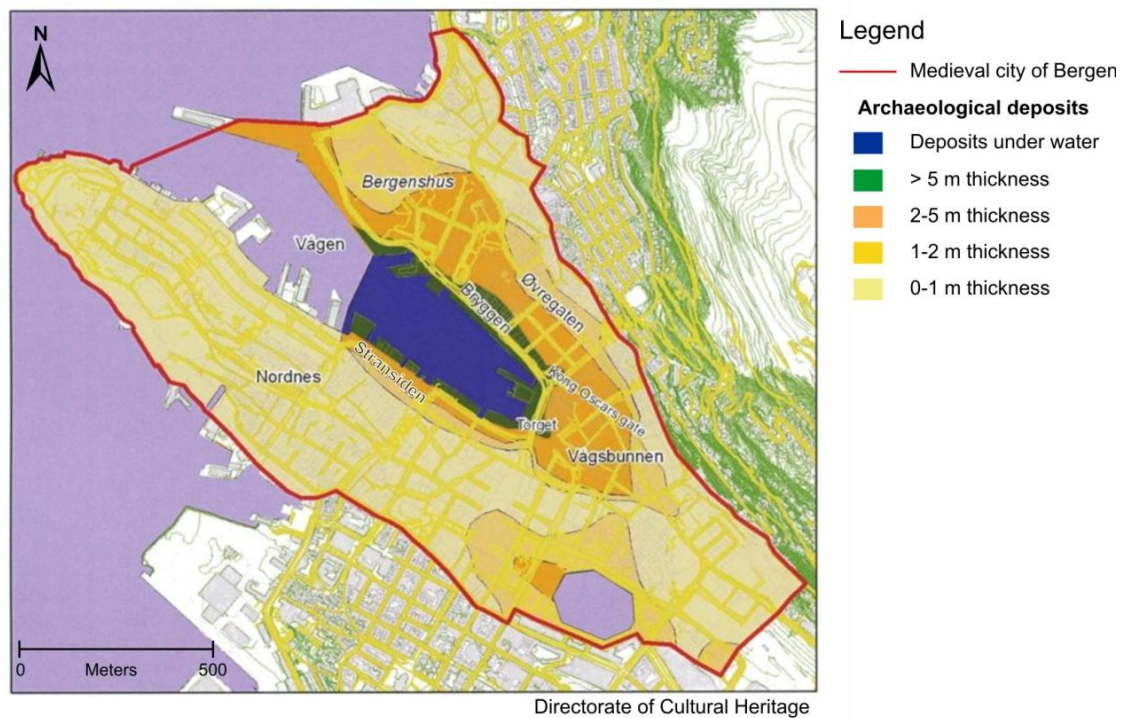 N
Bergenshus
Vågen
Øvregaten
Bryggen
Stransiden
Nordnes
Kong Oscars gate
Torget
Vågsbunnen
0 Meters 500
Directorate of Cultural Heritage
Legend
Medieval city of Bergen
Archaeological deposits
Deposits under water
> 5 m thickness
2-5 m thickness
1-2 m thickness
0-1 m thickness